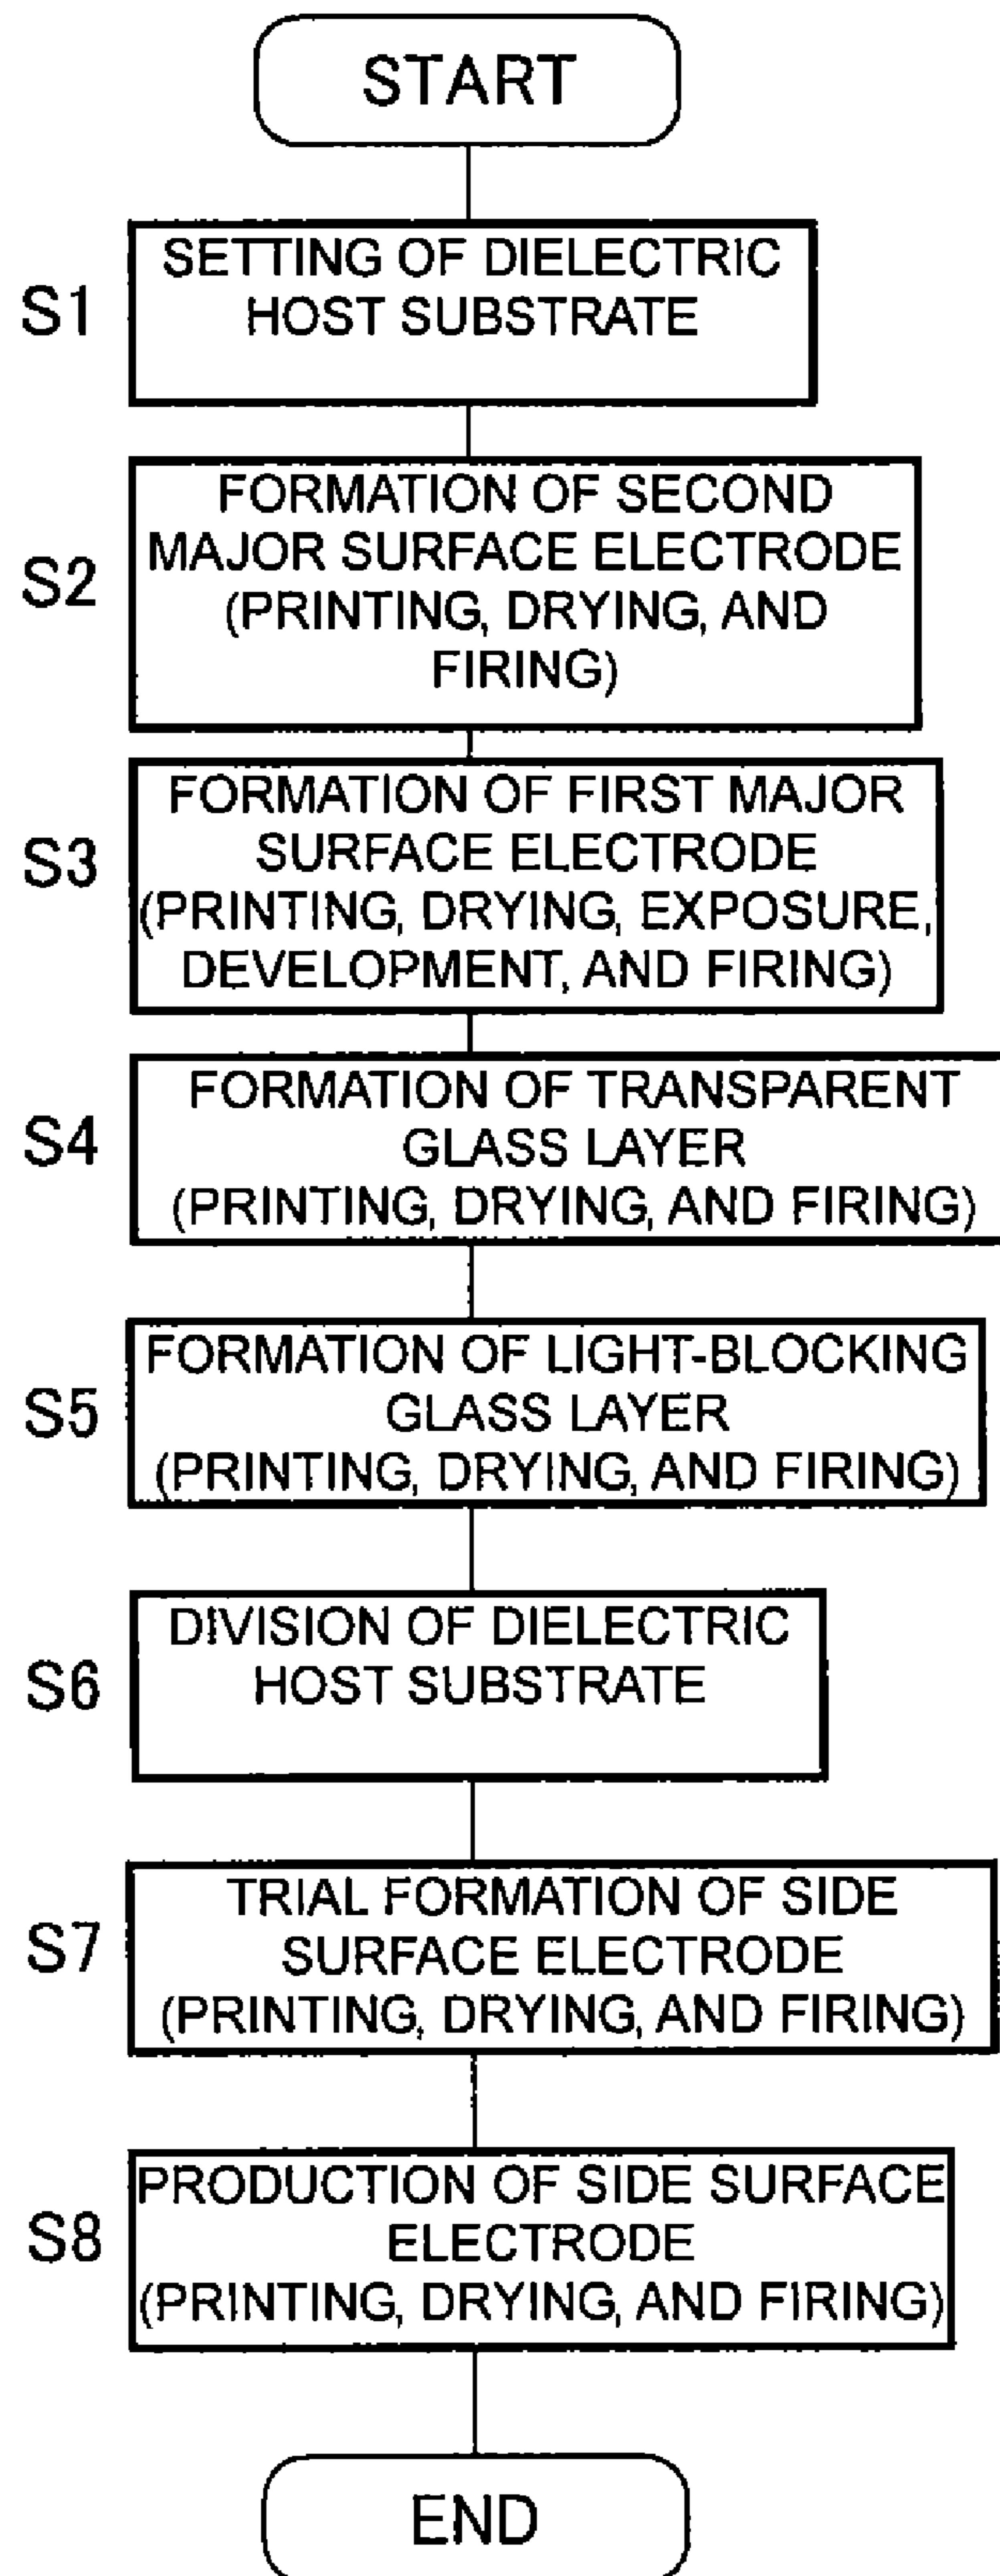 START
S1
SETTING OF DIELECTRIC
HOST SUBSTRATE
S2
FORMATION OF SECOND
MAJOR SURFACE ELECTRODE
(PRINTING, DRYING, AND
FIRING)
S3
FORMATION OF FIRST MAJOR
SURFACE ELECTRODE
(PRINTING, DRYING, EXPOSURE,
DEVELOPMENT, AND FIRING)
S4
FORMATION OF TRANSPARENT
GLASS LAYER
(PRINTING, DRYING, AND FIRING)
S5
FORMATION OF LIGHT-BLOCKING
GLASS LAYER
(PRINTING, DRYING, AND FIRING)
S6
DIVISION OF DIELECTRIC
HOST SUBSTRATE
S7
TRIAL FORMATION OF SIDE
SURFACE ELECTRODE
(PRINTING, DRYING, AND FIRING)
S8
PRODUCTION OF SIDE SURFACE
ELECTRODE
(PRINTING, DRYING, AND FIRING)
END